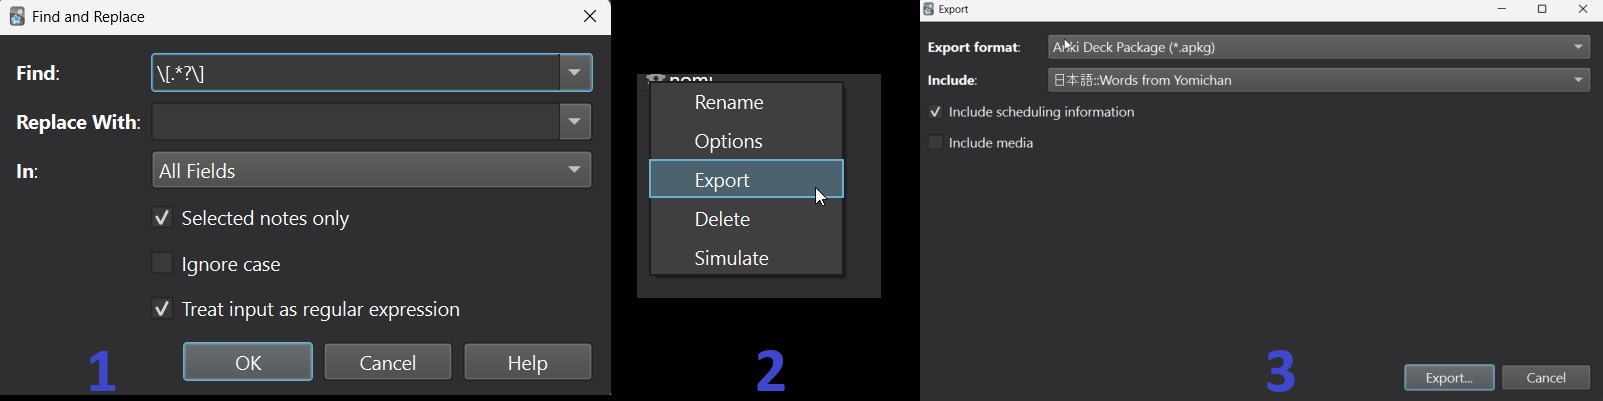 Find and Replace
Find:
\[.*?\]
Replace With:
In:
All Fields
Selected notes only
Ignore case
Treat input as regular expression
OK
Cancel
Help
1
Rename
Options
Export
Delete
Simulate
2
Export
Export format:
Anki Deck Package (*.apkg)
Include:
日本語::Words from Yomichan
Include scheduling information
Include media
Export...
Cancel
3